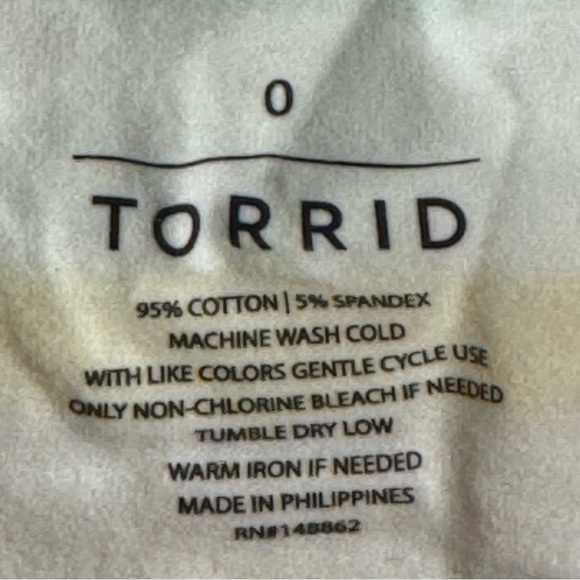 0
TORRID
95% COTTON | 5% SPANDEX
MACHINE WASH COLD
WITH LIKE COLORS GENTLE CYCLE USE
ONLY NON-CHLORINE BLEACH IF NEEDED
TUMBLE DRY LOW
WARM IRON IF NEEDED
MADE IN PHILIPPINES
RN#148862